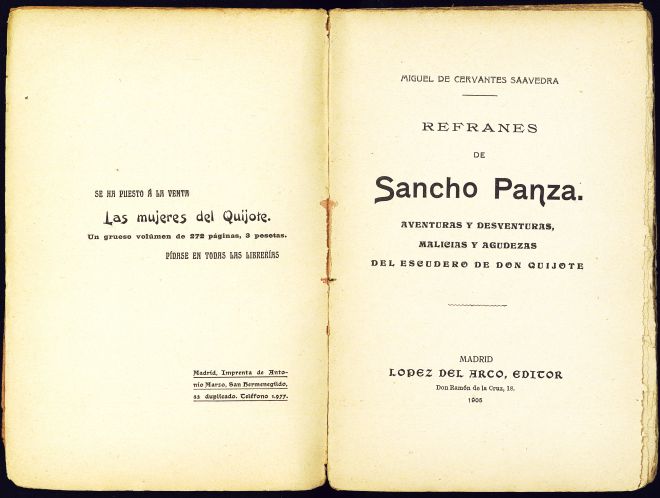 SE HA PUESTO Á LA VENTA
Las mujeres del Quijote.
Un grueso volúmen de 272 páginas, 3 pesetas.
PÍDASE EN TODAS LAS LIBRERÍAS
Madrid, Imprenta de Anto-
nio Marzo, San Hermenegildo,
32 duplicado. Teléfono 1.977.
MIGUEL DE CERVANTES SAAVEDRA
REFRANES
DE
Sancho Panza.
AVENTURAS Y DESVENTURAS,
MALICIAS Y AGUDEZAS
DEL ESCUDERO DE DON QUIJOTE
MADRID
LOPEZ DEL ARCO, EDITOR
Don Ramón de la Cruz, 18.
1905